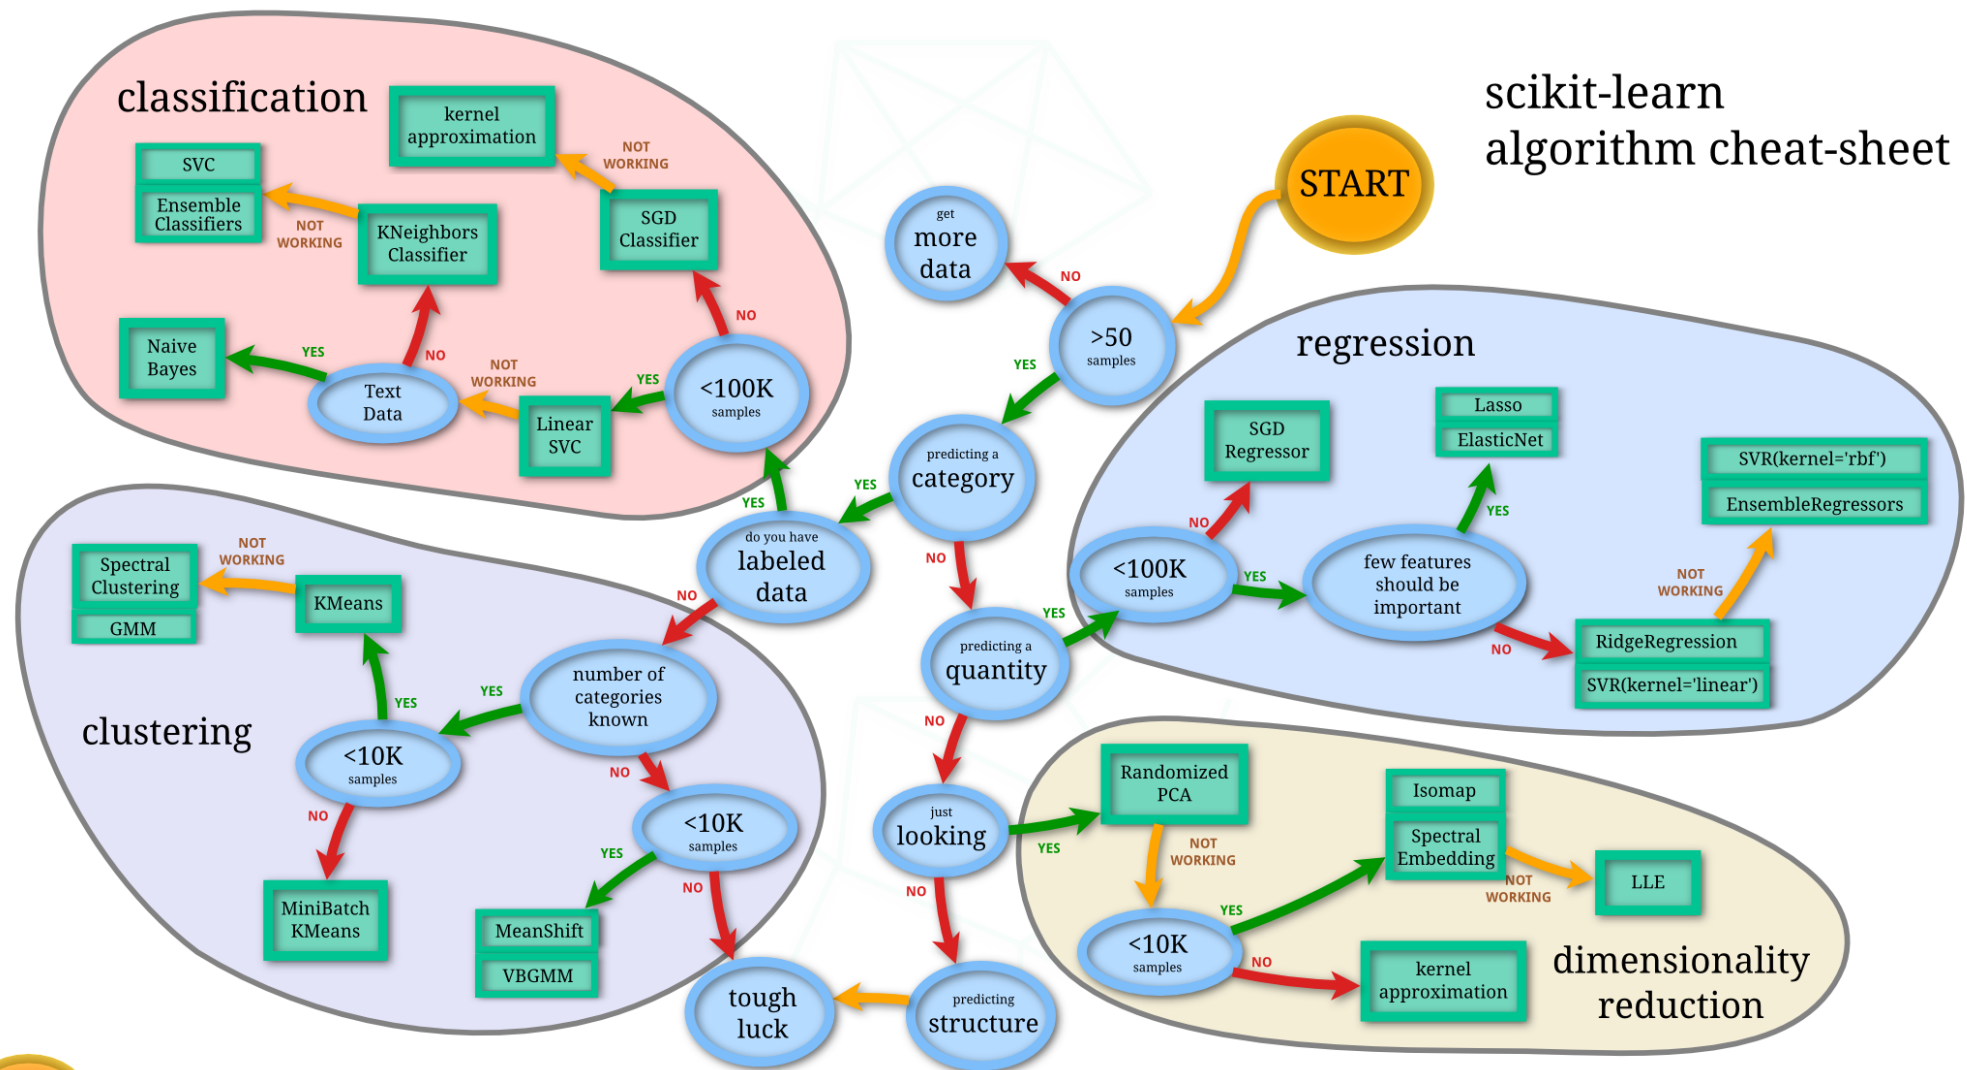 scikit-learn
algorithm cheat-sheet
START
>50
samples
NO
get
more
data
YES
predicting a
category
YES
do you have
labeled
data
YES
NO
NO
predicting a
quantity
YES
NO
just
looking
YES
NO
predicting
structure
tough
luck
classification
<100K
samples
NO
SGD
Classifier
NOT
WORKING
kernel
approximation
YES
Linear
SVC
NOT
WORKING
Text
Data
YES
Naive
Bayes
NO
KNeighbors
Classifier
NOT
WORKING
SVC
Ensemble
Classifiers
clustering
number of
categories
known
YES
<10K
samples
YES
KMeans
NOT
WORKING
Spectral
Clustering
GMM
NO
MiniBatch
KMeans
NO
<10K
samples
YES
MeanShift
VBGMM
NO
regression
<100K
samples
NO
SGD
Regressor
YES
few features
should be
important
YES
Lasso
ElasticNet
NO
RidgeRegression
SVR(kernel='linear')
NOT
WORKING
SVR(kernel='rbf')
EnsembleRegressors
dimensionality
reduction
Randomized
PCA
NOT
WORKING
<10K
samples
YES
Isomap
Spectral
Embedding
NOT
WORKING
LLE
NO
kernel
approximation